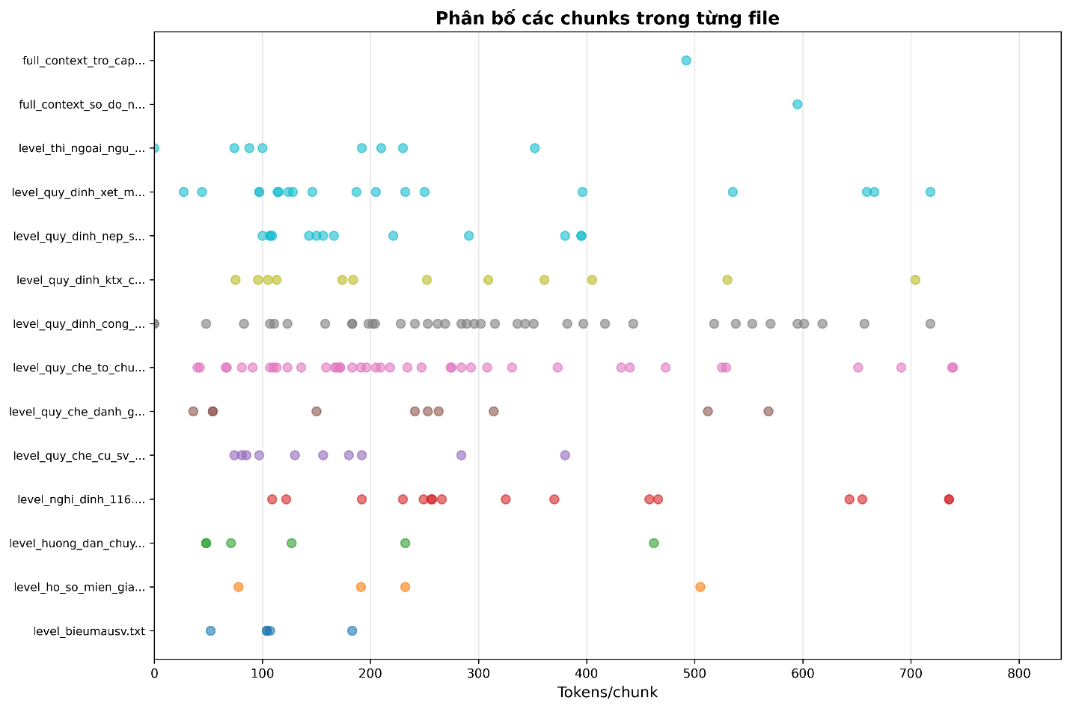 Phân bố các chunks trong từng file
full_context_tro_cap...
full_context_so_do_n...
level_thi_ngoai_ngu_...
level_quy_dinh_xet_m...
level_quy_dinh_nep_s...
level_quy_dinh_ktx_c...
level_quy_dinh_cong_...
level_quy_che_to_chu...
level_quy_che_danh_g...
level_quy_che_cu_sv_...
level_nghi_dinh_116....
level_huong_dan_chuy...
level_ho_so_mien_gia...
level_bieumausv.txt
0 100 200 300 400 500 600 700 800
Tokens/chunk